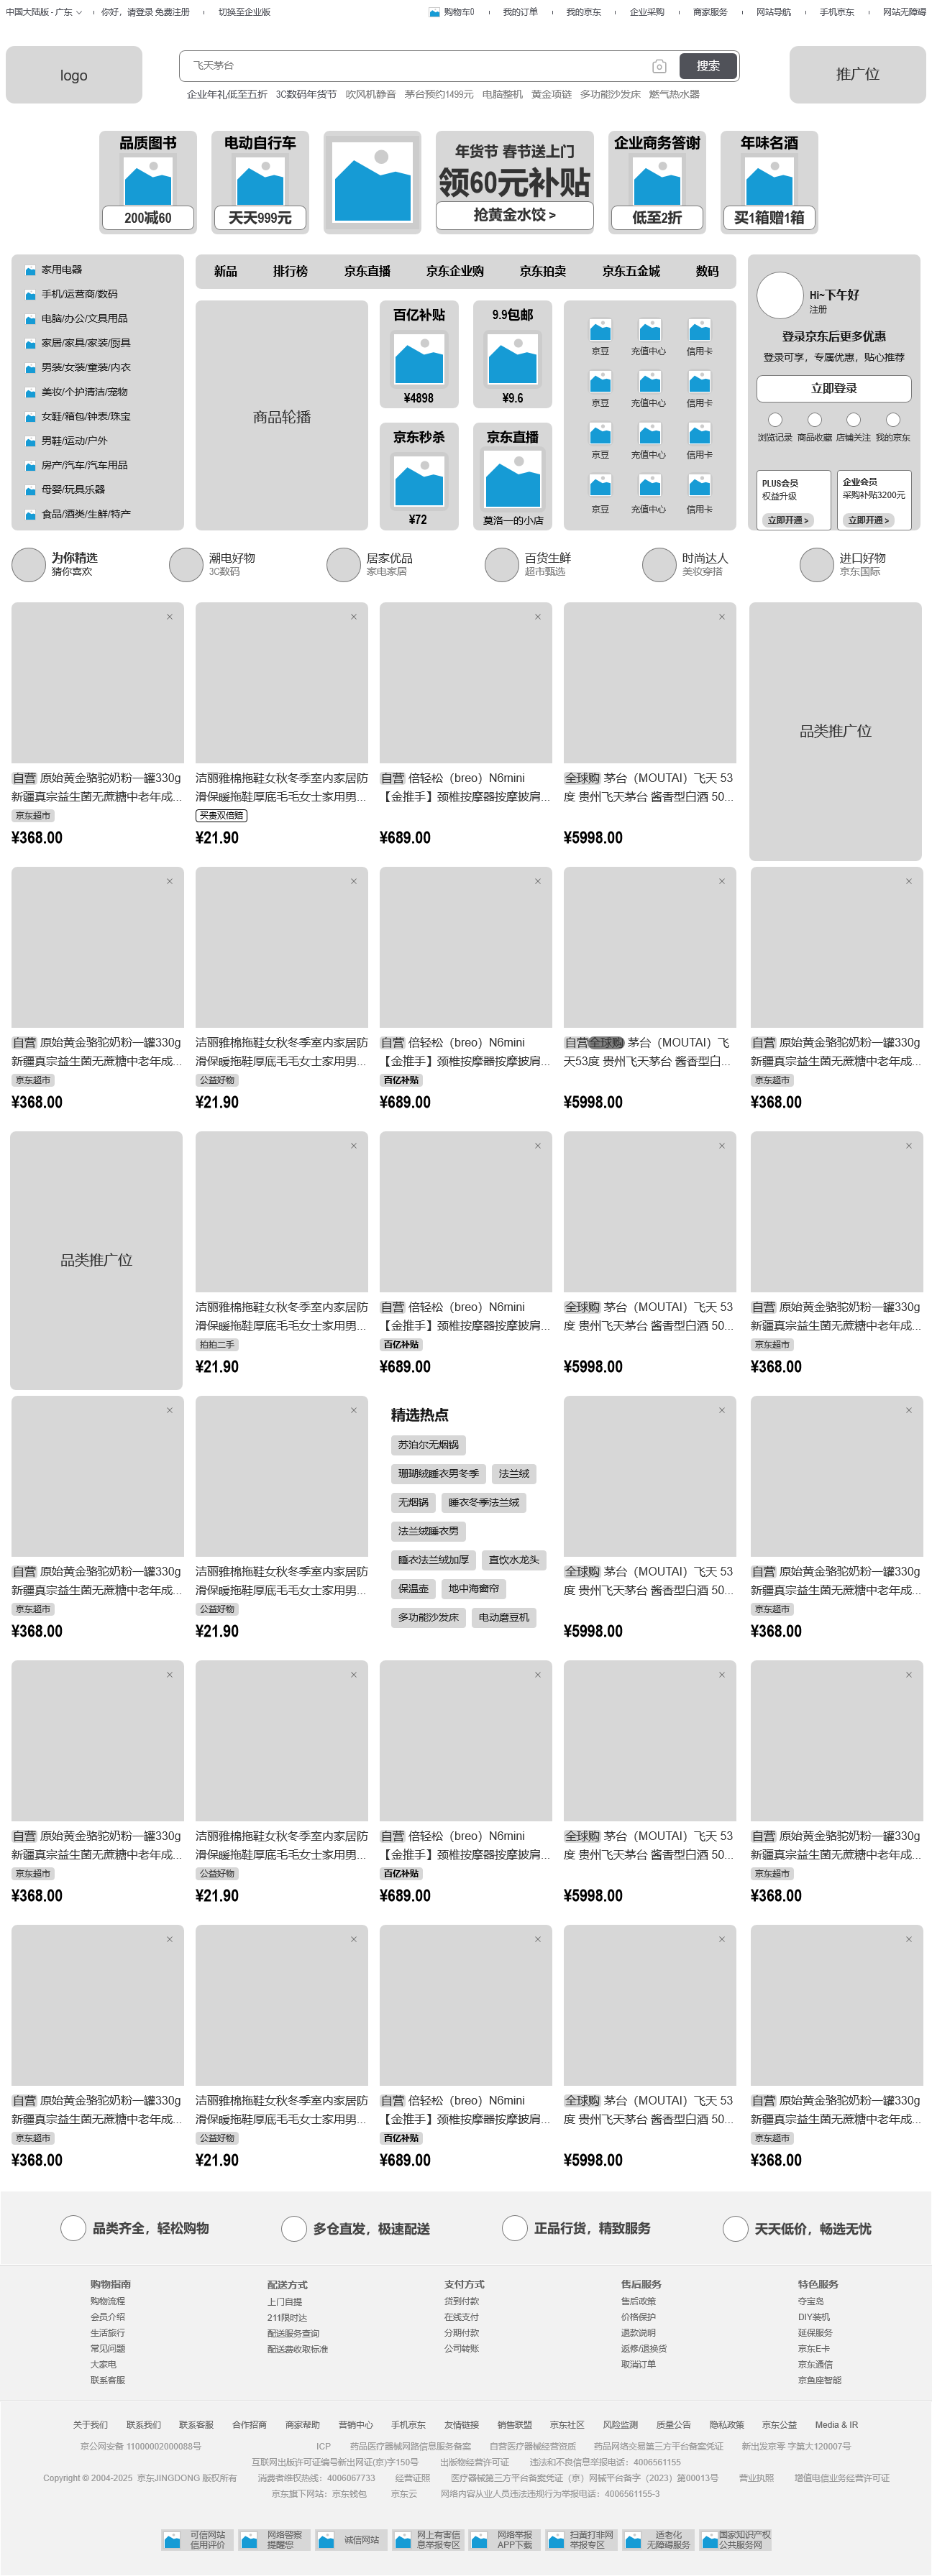 中国大陆版 - 广东 你好，请登录 免费注册 切换至企业版 购物车0 我的订单 我的京东 企业采购 商家服务 网站导航 手机京东 网站无障碍
logo
飞天茅台
搜索
推广位
企业年礼低至五折 3C数码年货节 吹风机静音 茅台预约1499元 电脑整机 黄金项链 多功能沙发床 燃气热水器
品质图书
200减60
电动自行车
天天999元
年货节 春节送上门
领60元补贴
抢黄金水饺 >
企业商务答谢
低至2折
年味名酒
买1箱赠1箱
家用电器
手机/运营商/数码
电脑/办公/文具用品
家居/家具/家装/厨具
男装/女装/童装/内衣
美妆/个护清洁/宠物
女鞋/箱包/钟表/珠宝
男鞋/运动/户外
房产/汽车/汽车用品
母婴/玩具乐器
食品/酒类/生鲜/特产
新品 排行榜 京东直播 京东企业购 京东拍卖 京东五金城 数码
商品轮播
百亿补贴
¥4898
9.9包邮
¥9.6
京东秒杀
¥72
京东直播
莫洛一的小店
京豆 充值中心 信用卡
京豆 充值中心 信用卡
京豆 充值中心 信用卡
京豆 充值中心 信用卡
Hi~下午好
注册
登录京东后更多优惠
登录可享，专属优惠，贴心推荐
立即登录
浏览记录 商品收藏 店铺关注 我的京东
PLUS会员
权益升级
立即开通 >
企业会员
采购补贴3200元
立即开通 >
为你精选
猜你喜欢
潮电好物
3C数码
居家优品
家电家居
百货生鲜
超市甄选
时尚达人
美妆穿搭
进口好物
京东国际
自营 原始黄金骆驼奶粉一罐330g
新疆真宗益生菌无蔗糖中老年成...
京东超市
¥368.00
洁丽雅棉拖鞋女秋冬季室内家居防
滑保暖拖鞋厚底毛毛女士家用男...
买贵双倍赔
¥21.90
自营 倍轻松（breo）N6mini
【金推手】颈椎按摩器按摩披肩...
¥689.00
全球购 茅台（MOUTAI）飞天 53
度 贵州飞天茅台 酱香型白酒 50...
¥5998.00
品类推广位
自营 原始黄金骆驼奶粉一罐330g
新疆真宗益生菌无蔗糖中老年成...
京东超市
¥368.00
洁丽雅棉拖鞋女秋冬季室内家居防
滑保暖拖鞋厚底毛毛女士家用男...
公益好物
¥21.90
自营 倍轻松（breo）N6mini
【金推手】颈椎按摩器按摩披肩...
百亿补贴
¥689.00
自营全球购 茅台（MOUTAI）飞
天53度 贵州飞天茅台 酱香型白...
¥5998.00
自营 原始黄金骆驼奶粉一罐330g
新疆真宗益生菌无蔗糖中老年成...
京东超市
¥368.00
品类推广位
洁丽雅棉拖鞋女秋冬季室内家居防
滑保暖拖鞋厚底毛毛女士家用男...
拍拍二手
¥21.90
自营 倍轻松（breo）N6mini
【金推手】颈椎按摩器按摩披肩...
百亿补贴
¥689.00
全球购 茅台（MOUTAI）飞天 53
度 贵州飞天茅台 酱香型白酒 50...
¥5998.00
自营 原始黄金骆驼奶粉一罐330g
新疆真宗益生菌无蔗糖中老年成...
京东超市
¥368.00
自营 原始黄金骆驼奶粉一罐330g
新疆真宗益生菌无蔗糖中老年成...
京东超市
¥368.00
洁丽雅棉拖鞋女秋冬季室内家居防
滑保暖拖鞋厚底毛毛女士家用男...
公益好物
¥21.90
精选热点
苏泊尔无烟锅
珊瑚绒睡衣男冬季 法兰绒
无烟锅 睡衣冬季法兰绒
法兰绒睡衣男
睡衣法兰绒加厚 直饮水龙头
保温壶 地中海窗帘
多功能沙发床 电动磨豆机
全球购 茅台（MOUTAI）飞天 53
度 贵州飞天茅台 酱香型白酒 50...
¥5998.00
自营 原始黄金骆驼奶粉一罐330g
新疆真宗益生菌无蔗糖中老年成...
京东超市
¥368.00
自营 原始黄金骆驼奶粉一罐330g
新疆真宗益生菌无蔗糖中老年成...
京东超市
¥368.00
洁丽雅棉拖鞋女秋冬季室内家居防
滑保暖拖鞋厚底毛毛女士家用男...
公益好物
¥21.90
自营 倍轻松（breo）N6mini
【金推手】颈椎按摩器按摩披肩...
百亿补贴
¥689.00
全球购 茅台（MOUTAI）飞天 53
度 贵州飞天茅台 酱香型白酒 50...
¥5998.00
自营 原始黄金骆驼奶粉一罐330g
新疆真宗益生菌无蔗糖中老年成...
京东超市
¥368.00
自营 原始黄金骆驼奶粉一罐330g
新疆真宗益生菌无蔗糖中老年成...
京东超市
¥368.00
洁丽雅棉拖鞋女秋冬季室内家居防
滑保暖拖鞋厚底毛毛女士家用男...
公益好物
¥21.90
自营 倍轻松（breo）N6mini
【金推手】颈椎按摩器按摩披肩...
百亿补贴
¥689.00
全球购 茅台（MOUTAI）飞天 53
度 贵州飞天茅台 酱香型白酒 50...
¥5998.00
自营 原始黄金骆驼奶粉一罐330g
新疆真宗益生菌无蔗糖中老年成...
京东超市
¥368.00
品类齐全，轻松购物 多仓直发，极速配送 正品行货，精致服务 天天低价，畅选无忧
购物指南
购物流程
会员介绍
生活旅行
常见问题
大家电
联系客服
配送方式
上门自提
211限时达
配送服务查询
配送费收取标准
支付方式
货到付款
在线支付
分期付款
公司转账
售后服务
售后政策
价格保护
退款说明
返修/退换货
取消订单
特色服务
夺宝岛
DIY装机
延保服务
京东E卡
京东通信
京鱼座智能
关于我们 联系我们 联系客服 合作招商 商家帮助 营销中心 手机京东 友情链接 销售联盟 京东社区 风险监测 质量公告 隐私政策 京东公益 Media & IR
京公网安备 11000002000088号 ICP 药品医疗器械网路信息服务备案 自营医疗器械经营资质 药品网络交易第三方平台备案凭证 新出发京零 字第大120007号
互联网出版许可证编号新出网证(京)字150号 出版物经营许可证 违法和不良信息举报电话：4006561155
Copyright © 2004-2025 京东JINGDONG 版权所有 消费者维权热线：4006067733 经营证照 医疗器械第三方平台备案凭证（京）网械平台备字（2023）第00013号 营业执照 增值电信业务经营许可证
京东旗下网站：京东钱包 京东云 网络内容从业人员违法违规行为举报电话：4006561155-3
可信网站
信用评价
网络警察
提醒您
诚信网站
网上有害信
息举报专区
网络举报
APP下载
扫黄打非网
举报专区
适老化
无障碍服务
国家知识产权
公共服务网